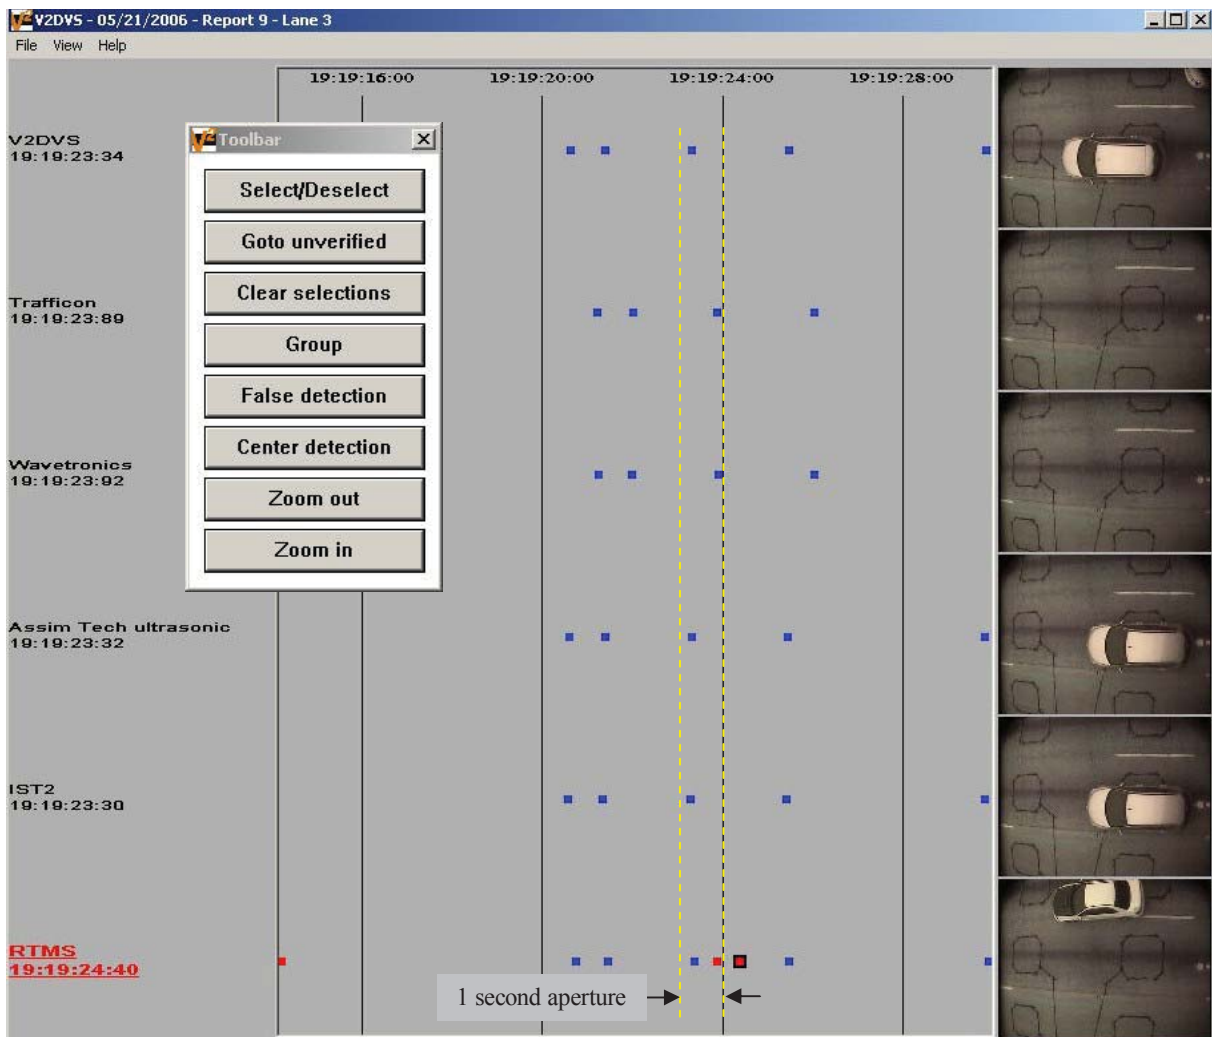 V2DVS - 05/21/2006 - Report 9 - Lane 3
File View Help
19:19:16:00 19:19:20:00 19:19:24:00 19:19:28:00
V2DVS
19:19:23:34
Toolbar
Select/Deselect
Goto unverified
Clear selections
Group
False detection
Center detection
Zoom out
Zoom in
Trafficon
19:19:23:89
Wavetronics
19:19:23:92
Assim Tech ultrasonic
19:19:23:32
IST2
19:19:23:30
RTMS
19:19:24:40
1 second aperture